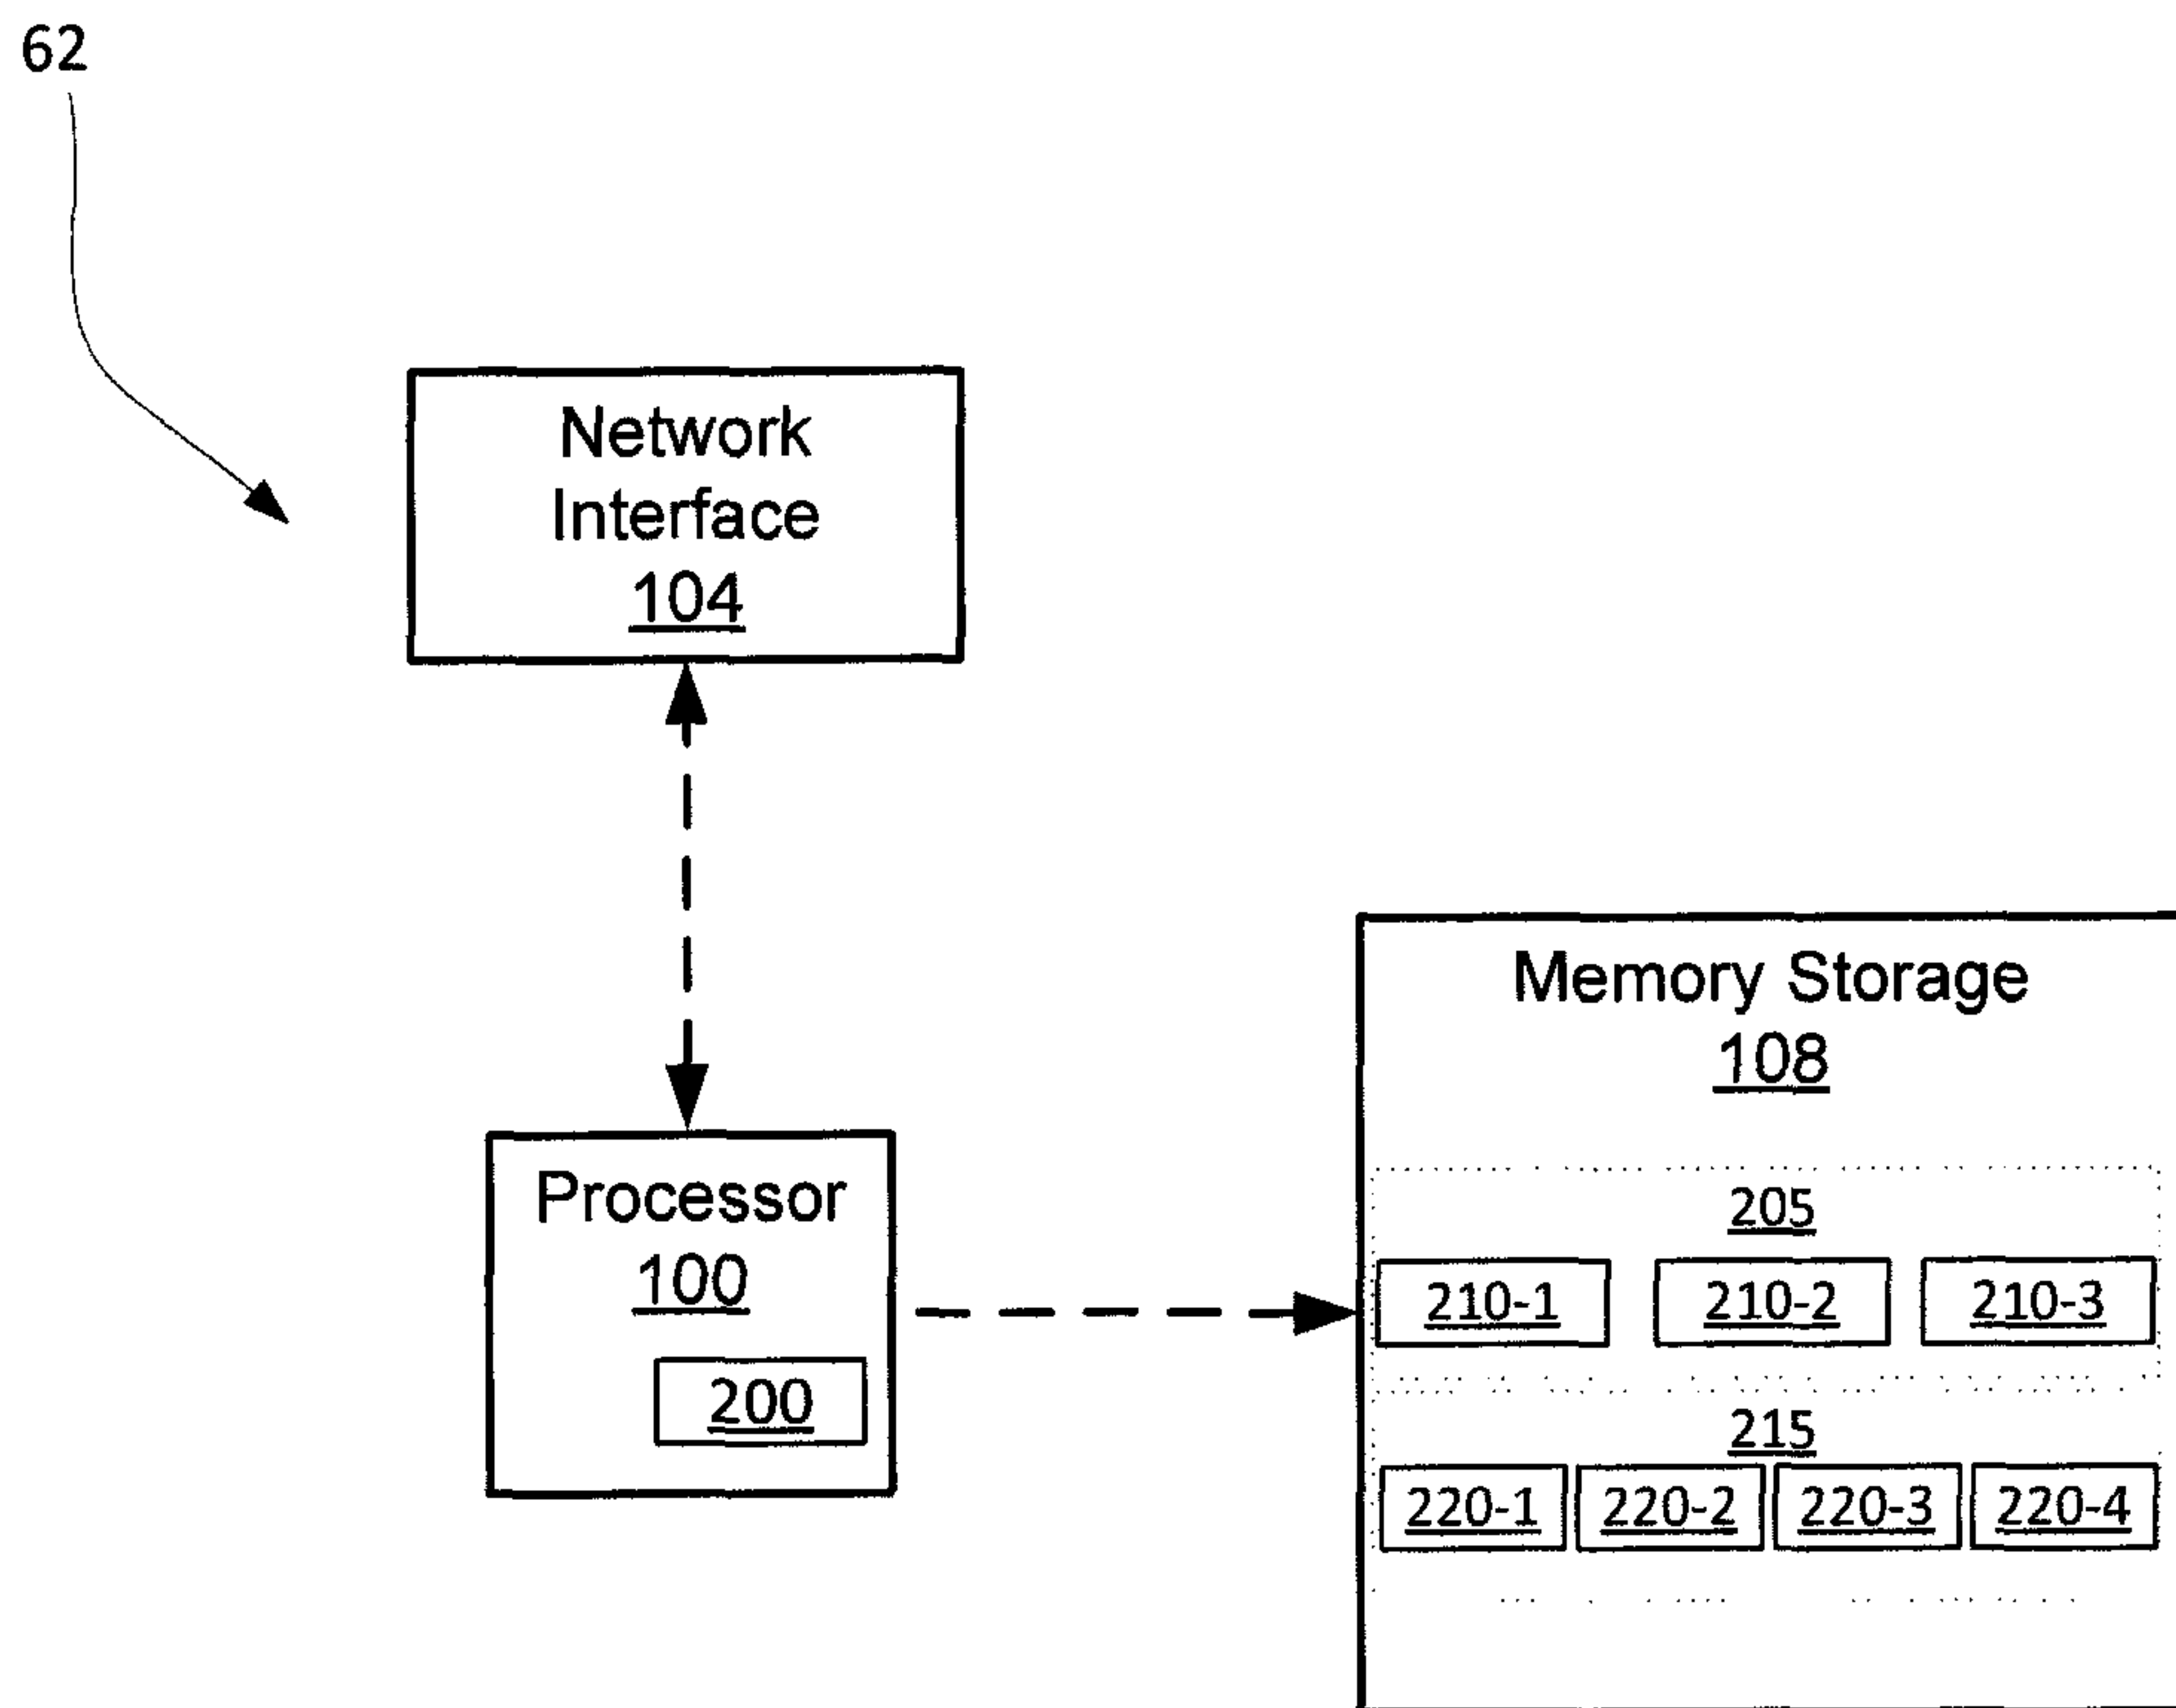 62
Network
Interface
104
Memory Storage
108
Processor
100
200
205
210-1 210-2 210-3
215
220-1 220-2 220-3 220-4